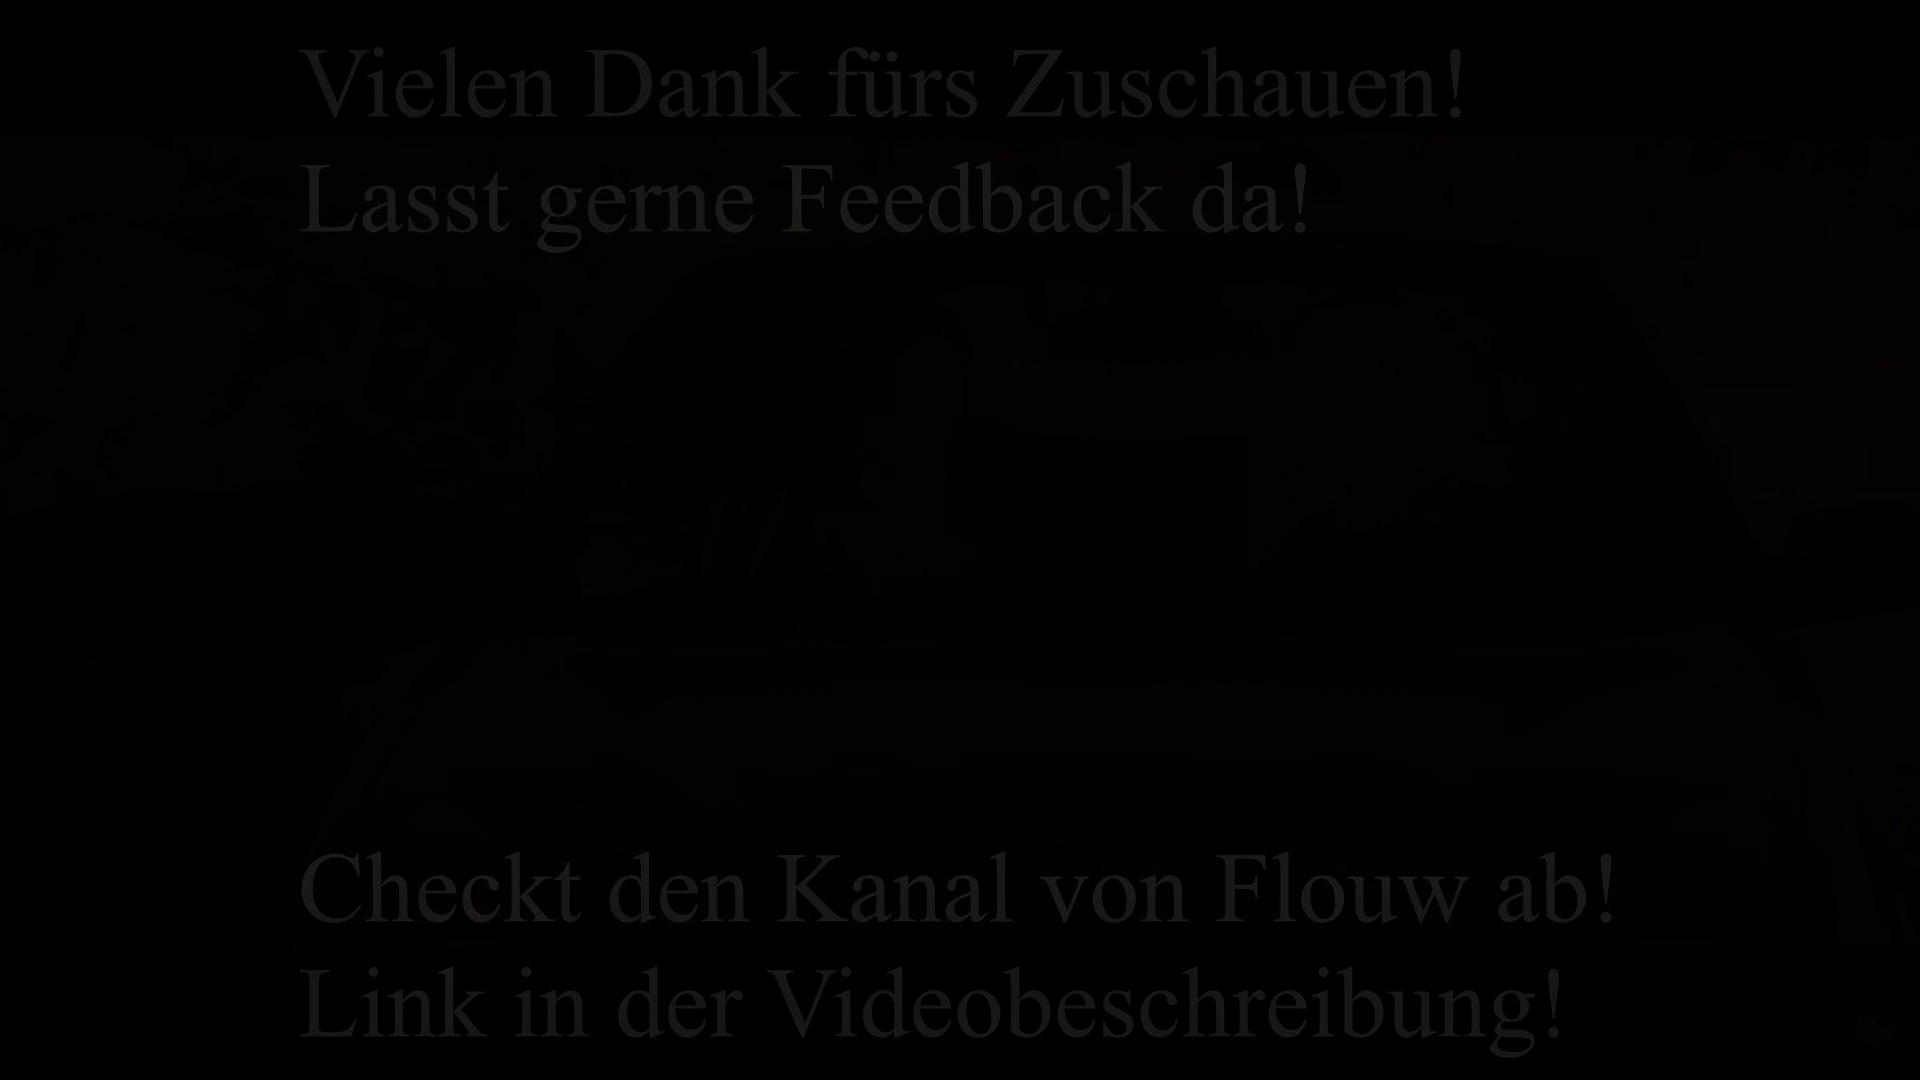 Vielen Dank fürs Zuschauen!
Lasst gerne Feedback da!
Checkt den Kanal von Flouw ab!
Link in der Videobeschreibung!